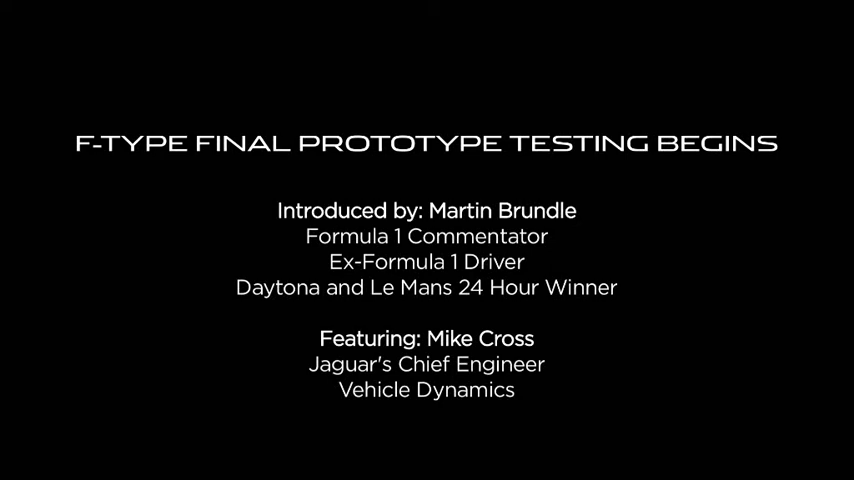 F-TYPE FINAL PROTOTYPE TESTING BEGINS
Introduced by: Martin Brundle
Formula 1 Commentator
Ex-Formula 1 Driver
Daytona and Le Mans 24 Hour Winner
Featuring: Mike Cross
Jaguar's Chief Engineer
Vehicle Dynamics